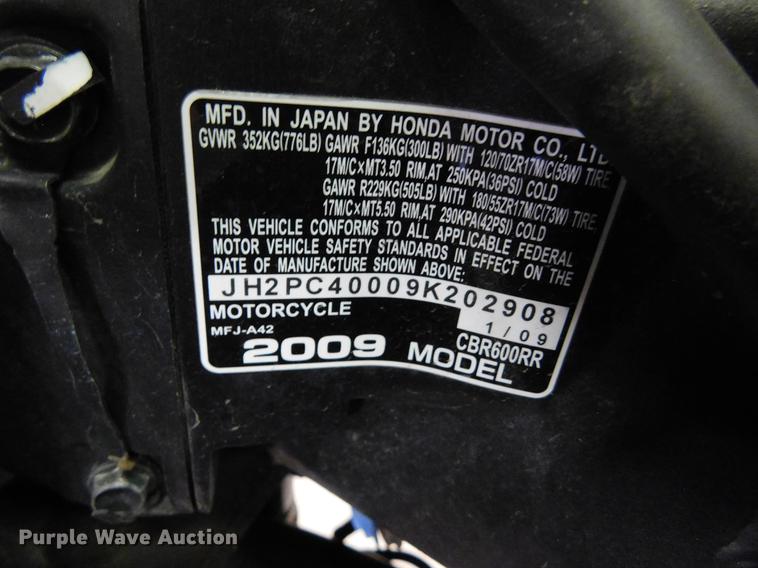 MFD. IN JAPAN BY HONDA MOTOR CO., LTD
GVWR 352KG(776LB) GAWR F136KG(300LB) WITH 120/70ZR17M/C(58W) TIRE,
17M/C×MT3.50 RIM,AT 250KPA(36PSI) COLD
GAWR R229KG(505LB) WITH 180/55ZR17M/C(73W) TIRE,
17M/C×MT5.50 RIM,AT 290KPA(42PSI) COLD
THIS VEHICLE CONFORMS TO ALL APPLICABLE FEDERAL
MOTOR VEHICLE SAFETY STANDARDS IN EFFECT ON THE
DATE OF MANUFACTURE SHOWN ABOVE:
JH2PC40009K202908
MOTORCYCLE 1/09
MFJ-A42 CBR600RR
2009 MODEL
Purple Wave Auction